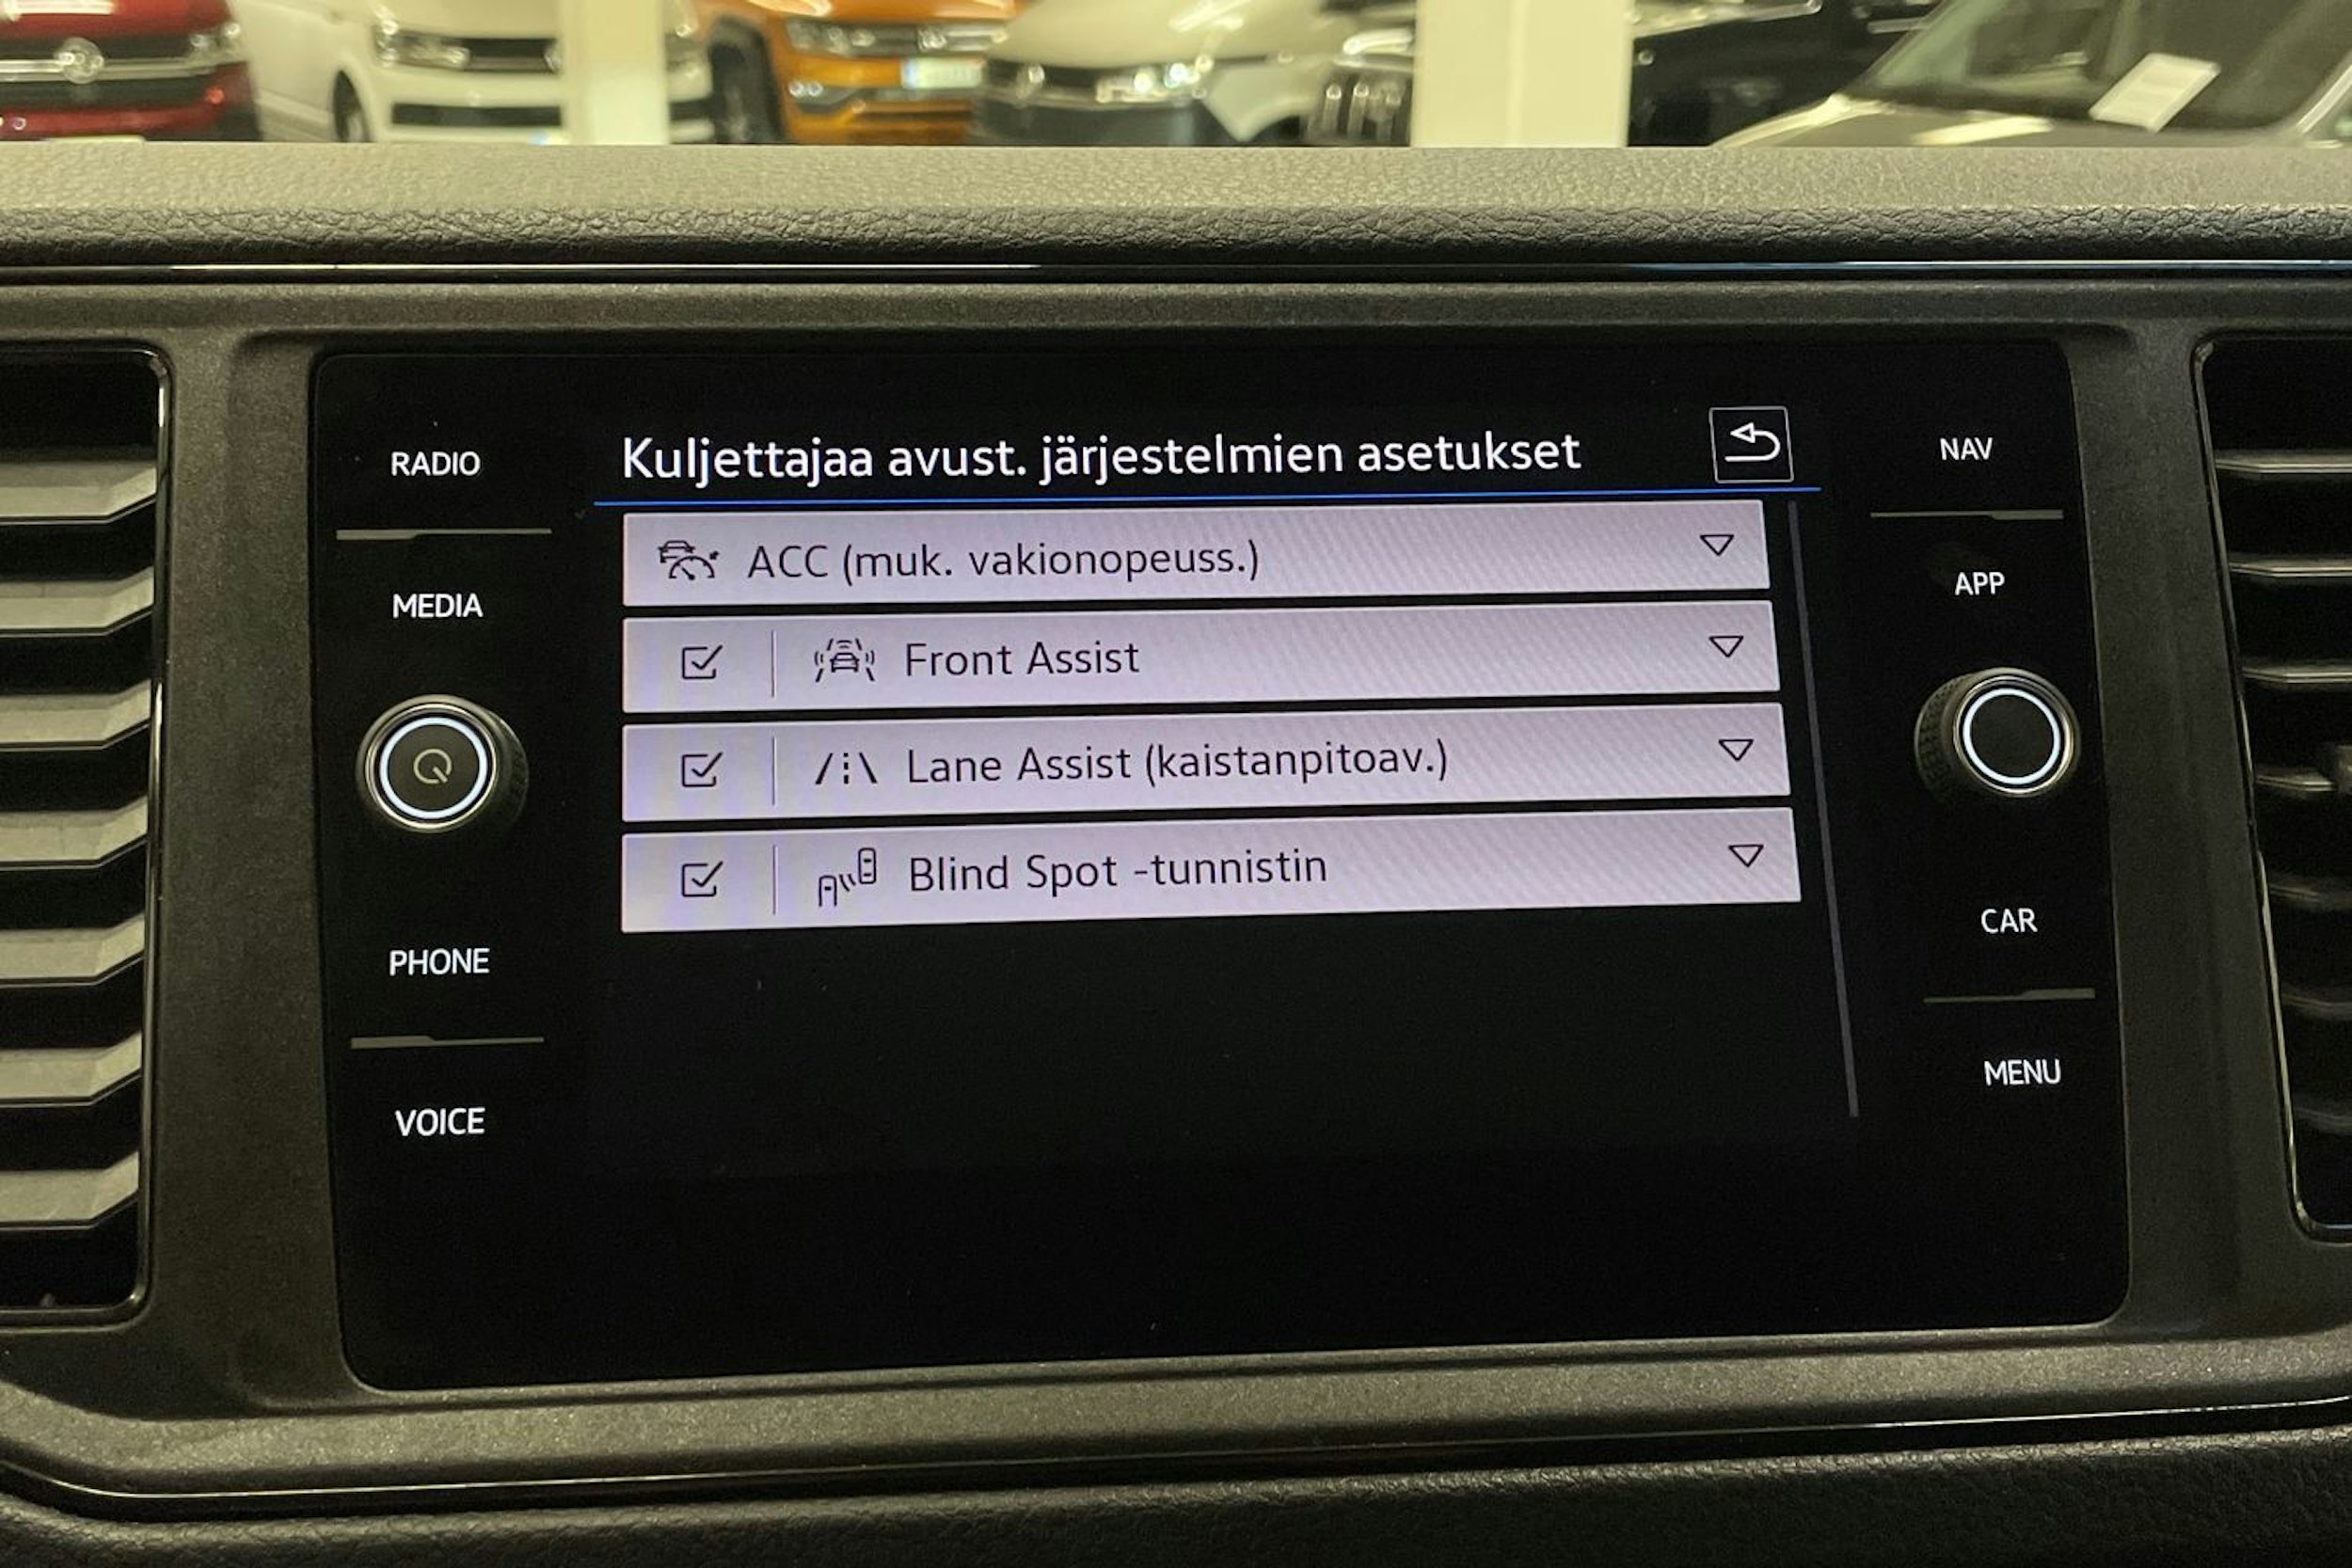 Kuljettajaa avust. järjestelmien asetukset
ACC (muk. vakionopeuss.)
Front Assist
Lane Assist (kaistanpitoav.)
Blind Spot -tunnistin
RADIO
MEDIA
PHONE
VOICE
NAV
APP
CAR
MENU